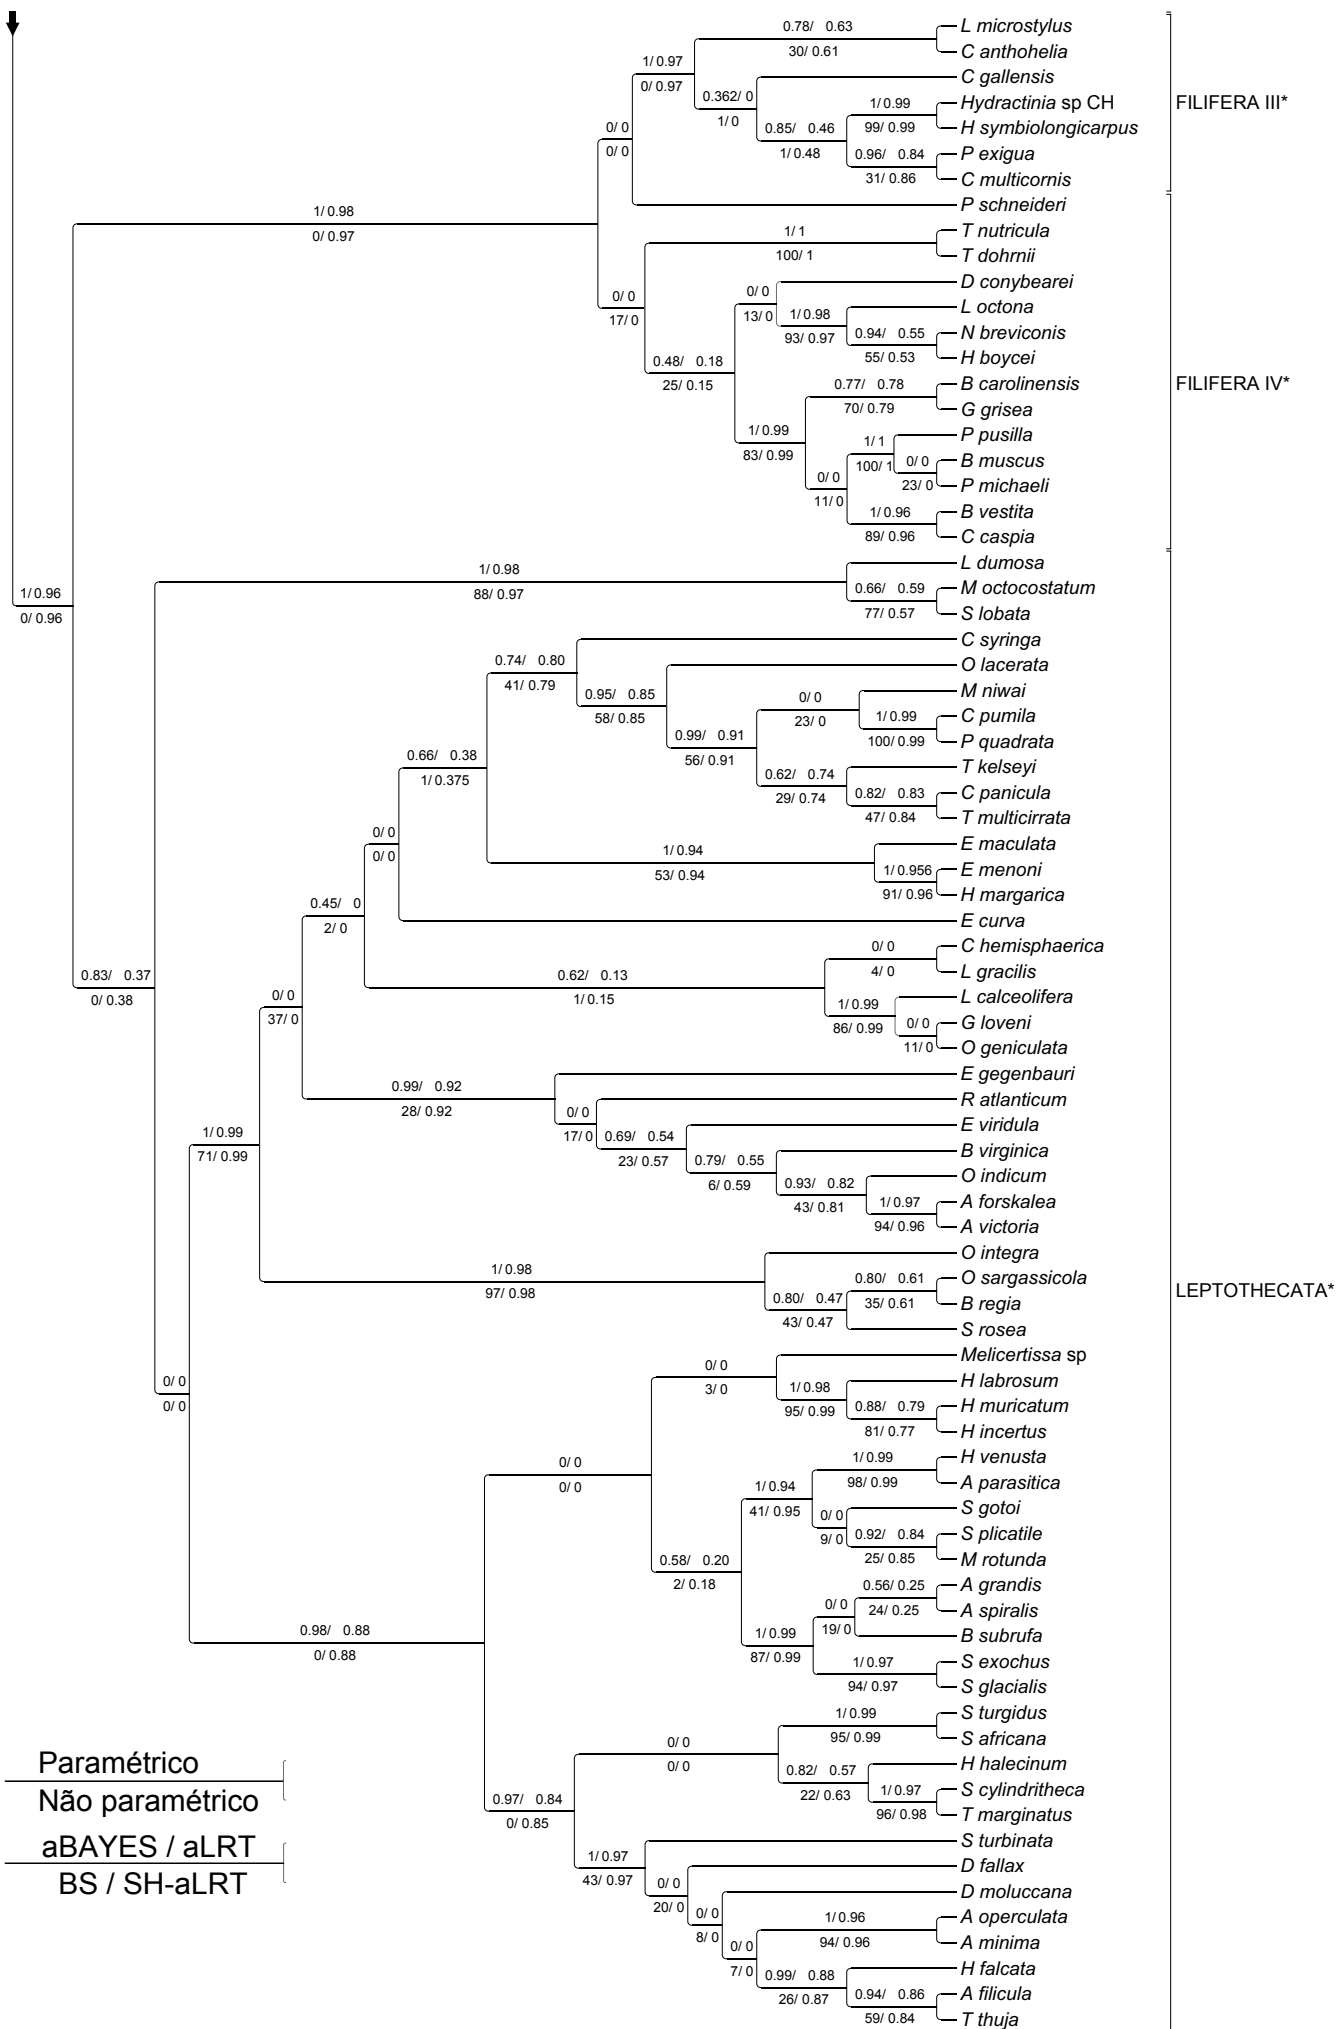 0.78/ 0.63
L microstylus
30/ 0.61
C anthohelia
1/ 0.97
0/ 0.97
C gallensis
0.362/ 0
1/ 0
1/ 0.99
Hydractinia sp CH
FILIFERA III*
99/ 0.99
H symbiolongicarpus
0/ 0
0/ 0
0.85/ 0.46
1/ 0.48
0.96/ 0.84
P exigua
31/ 0.86
C multicornis
P schneideri
1/ 0.98
0/ 0.97
1/ 1
T nutricula
100/ 1
T dohrnii
D conybearei
0/ 0
13/ 0
0/ 0
17/ 0
L octona
1/ 0.98
93/ 0.97
0.94/ 0.55
N breviconis
55/ 0.53
H boycei
0.48/ 0.18
25/ 0.15
0.77/ 0.78
B carolinensis
FILIFERA IV*
70/ 0.79
G grisea
1/ 0.99
83/ 0.99
P pusilla
1/ 1
100/ 1
0/ 0
B muscus
23/ 0
P michaeli
0/ 0
11/ 0
1/ 0.96
B vestita
89/ 0.96
C caspia
L dumosa
1/ 0.98
88/ 0.97
0.66/ 0.59
M octocostatum
77/ 0.57
S lobata
1/ 0.96
0/ 0.96
C syringa
0.74/ 0.80
41/ 0.79
O lacerata
0.95/ 0.85
58/ 0.85
0/ 0
23/ 0
M niwai
1/ 0.99
C pumila
100/ 0.99
P quadrata
0.99/ 0.91
56/ 0.91
0.66/ 0.38
1/ 0.375
0.62/ 0.74
29/ 0.74
T kelseyi
0.82/ 0.83
C panicula
47/ 0.84
T multicirrata
0/ 0
0/ 0
1/ 0.94
53/ 0.94
E maculata
1/ 0.956
E menoni
91/ 0.96
H margarica
0.45/ 0
2/ 0
E curva
0/ 0
C hemisphaerica
4/ 0
L gracilis
0.83/ 0.37
0/ 0.38
0.62/ 0.13
1/ 0.15
L calceolifera
1/ 0.99
86/ 0.99
0/ 0
G loveni
11/ 0
O geniculata
0/ 0
37/ 0
0.99/ 0.92
28/ 0.92
E gegenbauri
0/ 0
17/ 0
R atlanticum
0.69/ 0.54
23/ 0.57
E viridula
0.79/ 0.55
6/ 0.59
B virginica
0.93/ 0.82
43/ 0.81
O indicum
1/ 0.97
A forskalea
94/ 0.96
A victoria
1/ 0.99
71/ 0.99
O integra
1/ 0.98
97/ 0.98
0.80/ 0.61
O sargassicola
LEPTOTHECATA*
35/ 0.61
B regia
0.80/ 0.47
43/ 0.47
S rosea
Melicertissa sp
0/ 0
3/ 0
H labrosum
1/ 0.98
95/ 0.99
0.88/ 0.79
H muricatum
81/ 0.77
H incertus
0/ 0
0/ 0
0/ 0
0/ 0
1/ 0.99
H venusta
98/ 0.99
A parasitica
1/ 0.94
41/ 0.95
S gotoi
0/ 0
9/ 0
0.92/ 0.84
S plicatile
25/ 0.85
M rotunda
0.58/ 0.20
2/ 0.18
0.56/ 0.25
A grandis
24/ 0.25
A spiralis
0/ 0
19/ 0
B subrufa
1/ 0.99
87/ 0.99
1/ 0.97
S exochus
94/ 0.97
S glacialis
0.98/ 0.88
0/ 0.88
1/ 0.99
S turgidus
95/ 0.99
S africana
0/ 0
0/ 0
0.82/ 0.57
22/ 0.63
H halecinum
1/ 0.97
S cylindritheca
96/ 0.98
T marginatus
0.97/ 0.84
0/ 0.85
S turbinata
1/ 0.97
43/ 0.97
D fallax
0/ 0
20/ 0
D moluccana
0/ 0
8/ 0
1/ 0.96
A operculata
94/ 0.96
A minima
0/ 0
7/ 0
H falcata
0.99/ 0.88
26/ 0.87
0.94/ 0.86
A filicula
59/ 0.84
T thuja
Paramétrico
Não paramétrico
aBAYES / aLRT
BS / SH-aLRT